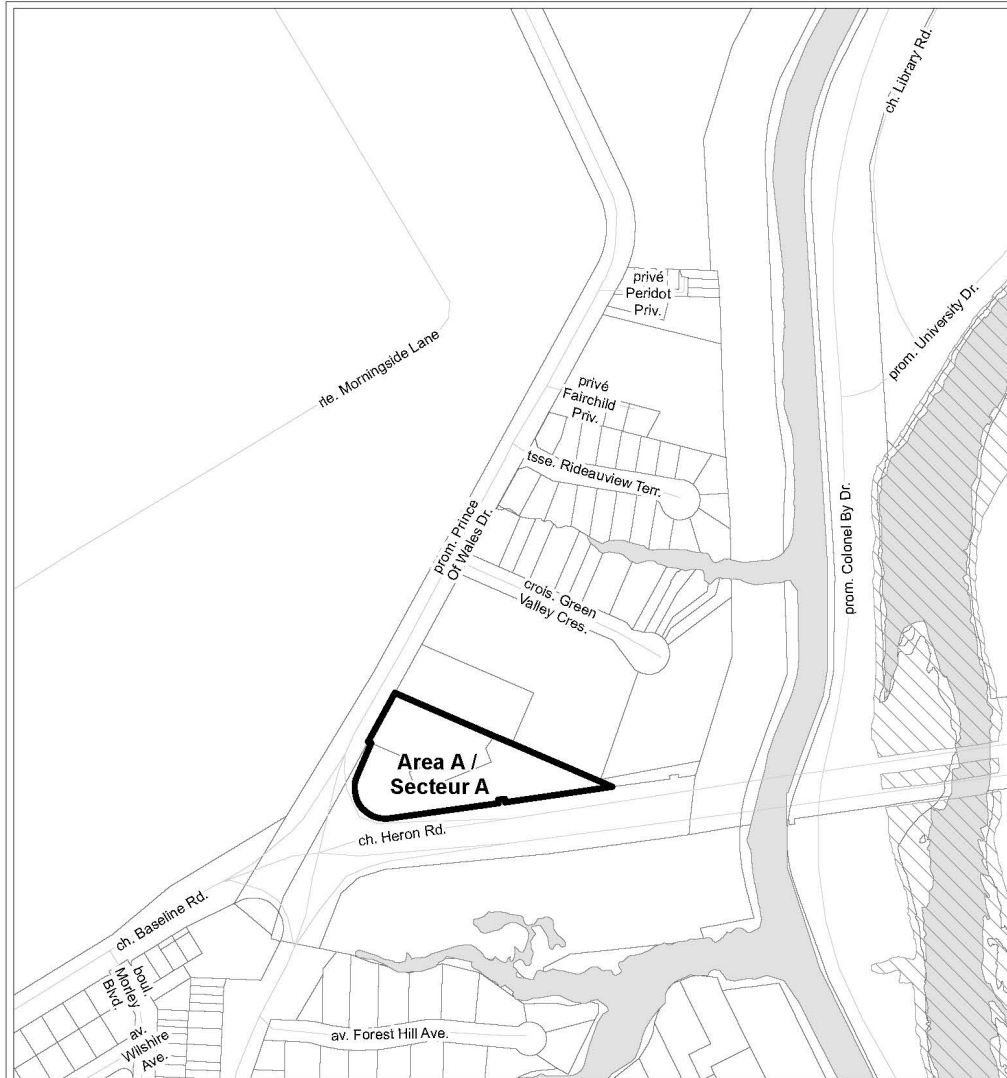 ch. Library Rd.
privé
Peridot
Priv.
prom. University Dr.
rle. Morningside Lane
privé
Fairchild
Priv.
tsse. Rideauview Terr.
prom. Prince
Of Wales Dr.
prom. Colonel By Dr.
crois. Green
Valley Cres.
Area A /
Secteur A
ch. Heron Rd.
ch. Baseline Rd.
boul.
Morley
Blvd.
av.
Wilshire
Ave.
av. Forest Hill Ave.